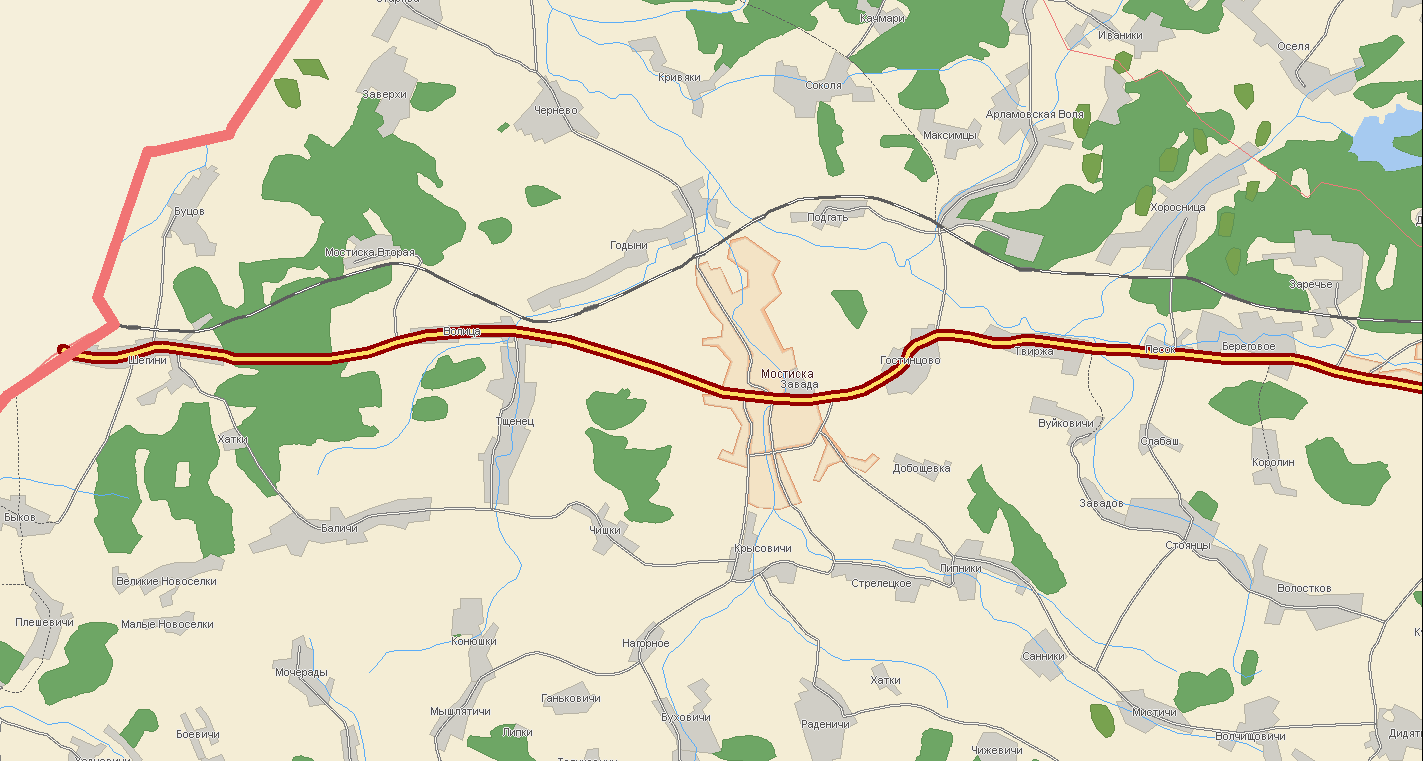 Качмари
Иваники
Оселя
Кривяки
Соколя
Заверхи
Чернево
Арламовская Воля
Максимцы
Буцов
Хоросница
Подгать
Годыни
Мостиска Вторая
Заречье
Волица
Шегини
Гостинцово
Твиржа
Песок
Береговое
Мостиска
Завада
Тщенец
Вуйковичи
Хатки
Слабаш
Добощевка
Королин
Завадов
Быков
Баличи
Чишки
Крысовичи
Стоянцы
Липники
Стрелецкое
Великие Новоселки
Волостков
Плешевичи
Малые Новоселки
Конюшки
Нагорное
Санники
Мочерады
Хатки
Ганьковичи
Мышлятичи
Буховичи
Раденичи
Мистичи
Боевичи
Липки
Волчищовичи
Чижевичи